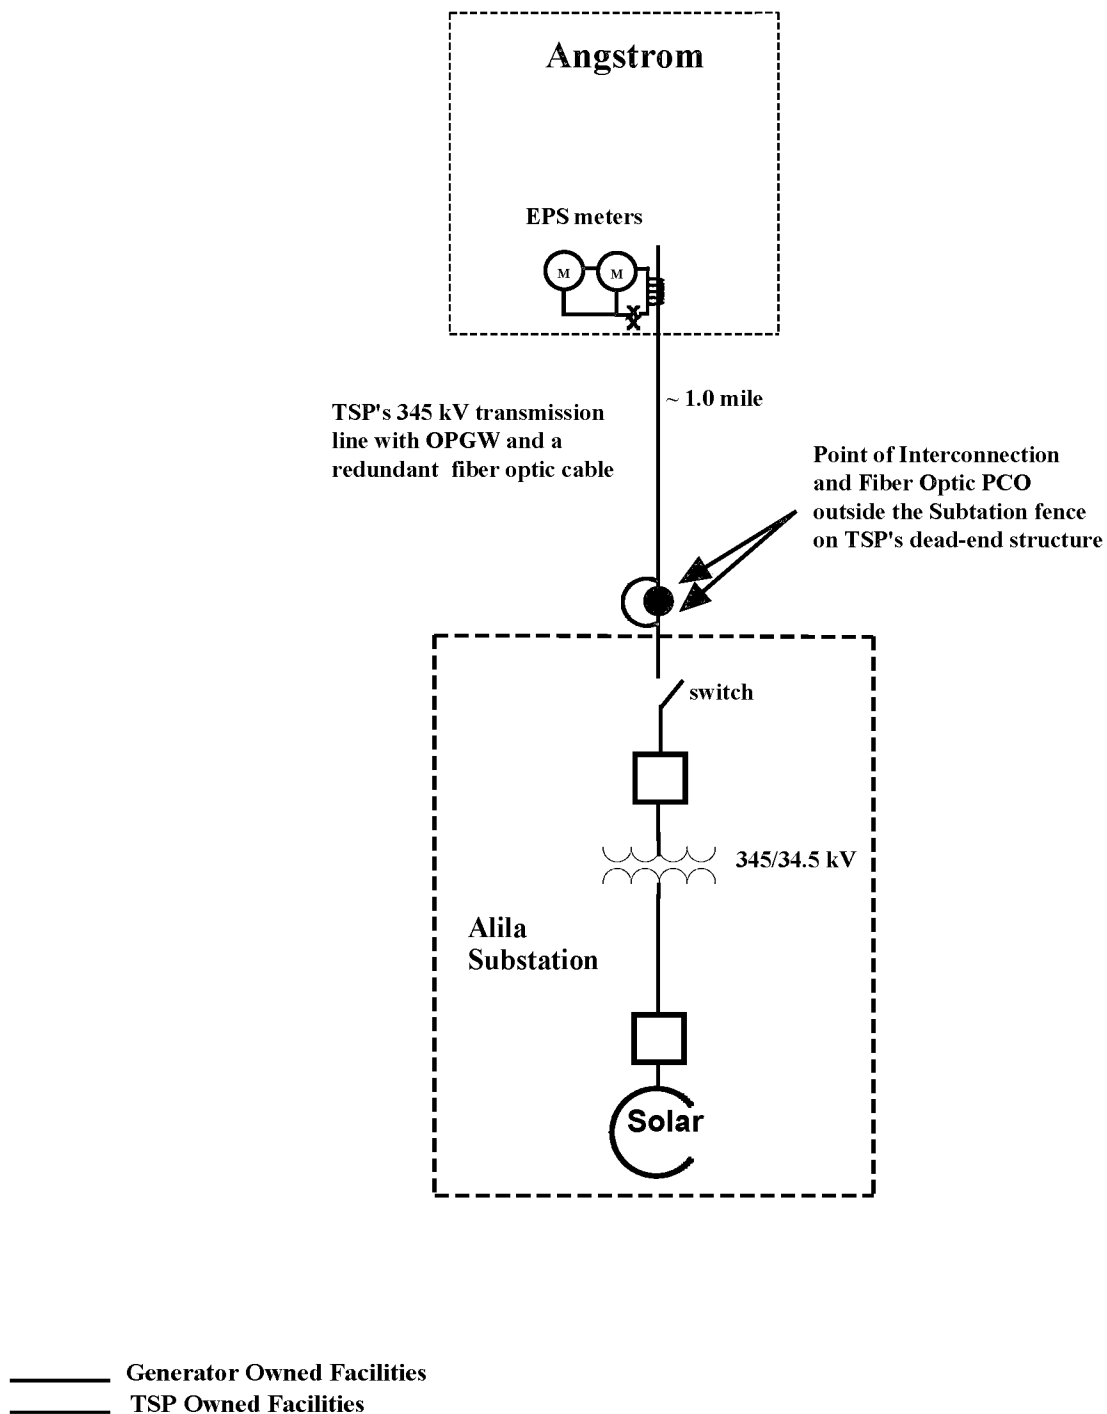 Angstrom
EPS meters
M
M
~ 1.0 mile
TSP's 345 kV transmission
line with OPGW and a
redundant fiber optic cable
Point of Interconnection
and Fiber Optic PCO
outside the Subtation fence
on TSP's dead-end structure
switch
345/34.5 kV
Alila
Substation
Solar
Generator Owned Facilities
TSP Owned Facilities